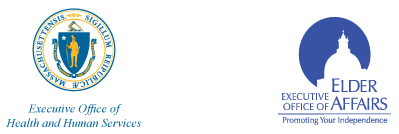 MASSACHUSETTENSIS SIGILLUM REIPUBLICÆ
Executive Office of
Health and Human Services
ELDER
EXECUTIVE
OFFICE OF AFFAIRS
Promoting Your Independence